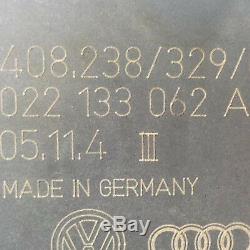 408.238/329/
022 133 062 A
05.11.4 III
MADE IN GERMANY